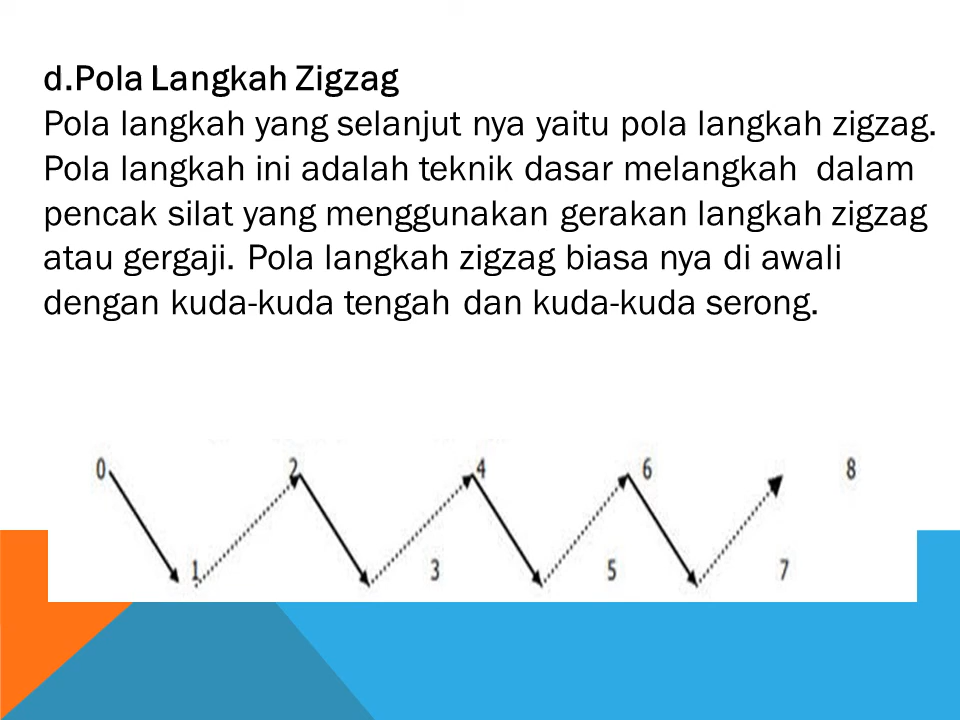 d.Pola Langkah Zigzag
Pola langkah yang selanjut nya yaitu pola langkah zigzag.
Pola langkah ini adalah teknik dasar melangkah  dalam
pencak silat yang menggunakan gerakan langkah zigzag
atau gergaji. Pola langkah zigzag biasa nya di awali
dengan kuda-kuda tengah dan kuda-kuda serong.
0 2 4 6 8
1 3 5 7